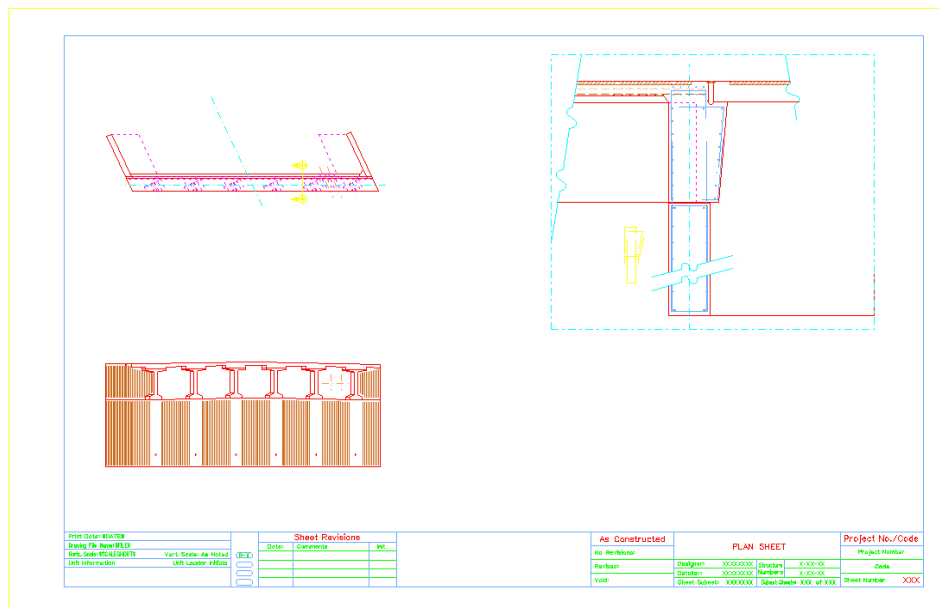 Print Date: $DATE$
Sheet Revisions
As Constructed
PLAN SHEET
Project No./Code
Drawing File Name:
Date:
Comments
Init.
No Revisions:
Project Number
Horiz. Scale:
Vert. Scale: As Noted
Unit Information
Unit Leader Initials
R-X
Revised:
Designer: XXXXXXXX
Structure Numbers
X-XX-XX
X-XX-XX
Code
Detailer: XXXXXXXX
Void:
Sheet Subset: XXXXXXX
Subset Sheets: XXX of XXX
Sheet Number XXX